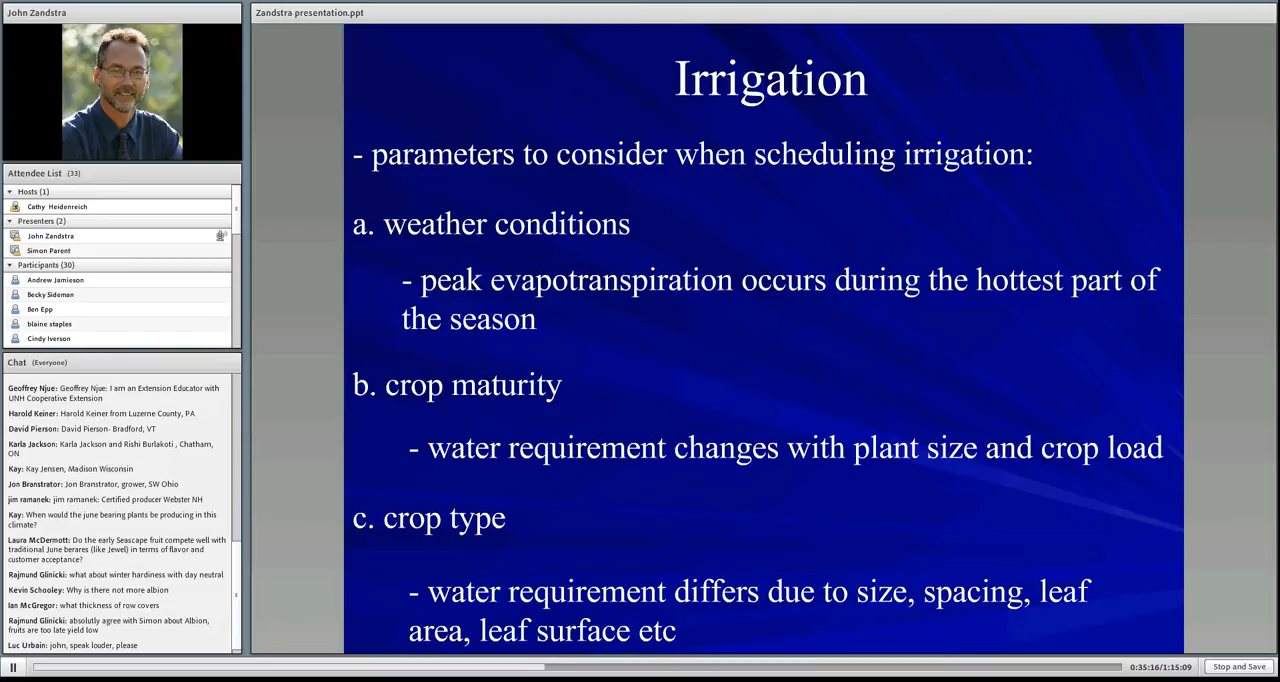 John Zandstra
Attendee List (33)
Hosts (1)
Cathy Heidenreich
Presenters (2)
John Zandstra
Simon Parent
Participants (30)
Andrew Jamieson
Becky Sideman
Ben Epp
blaine staples
Cindy Iverson
Chat (Everyone)
Geoffrey Njue: Geoffrey Njue: I am an Extension Educator with
UNH Cooperative Extension
Harold Keiner: Harold Keiner from Luzerne County, PA
David Pierson: David Pierson- Bradford, VT
Karla Jackson: Karla Jackson and Rishi Burlakoti , Chatham,
ON
Kay: Kay Jensen, Madison Wisconsin
Jon Branstrator: Jon Branstrator, grower, SW Ohio
jim ramanek: jim ramanek: Certified producer Webster NH
Kay: When would the june bearing plants be producing in this
climate?
Laura McDermott: Do the early Seascape fruit compete well with
traditional June berares (like Jewel) in terms of flavor and
customer acceptance?
Rajmund Glinicki: what about winter hardiness with day neutral
Kevin Schooley: Why is there not more albion
Ian McGregor: what thickness of row covers
Rajmund Glinicki: absolutly agree with Simon about Albion,
fruits are too late yield low
Luc Urbain: john, speak louder, please
Zandstra presentation.ppt
Irrigation
- parameters to consider when scheduling irrigation:
a. weather conditions
- peak evapotranspiration occurs during the hottest part of
the season
b. crop maturity
- water requirement changes with plant size and crop load
c. crop type
- water requirement differs due to size, spacing, leaf
area, leaf surface etc
0:35:16/1:15:09
Stop and Save